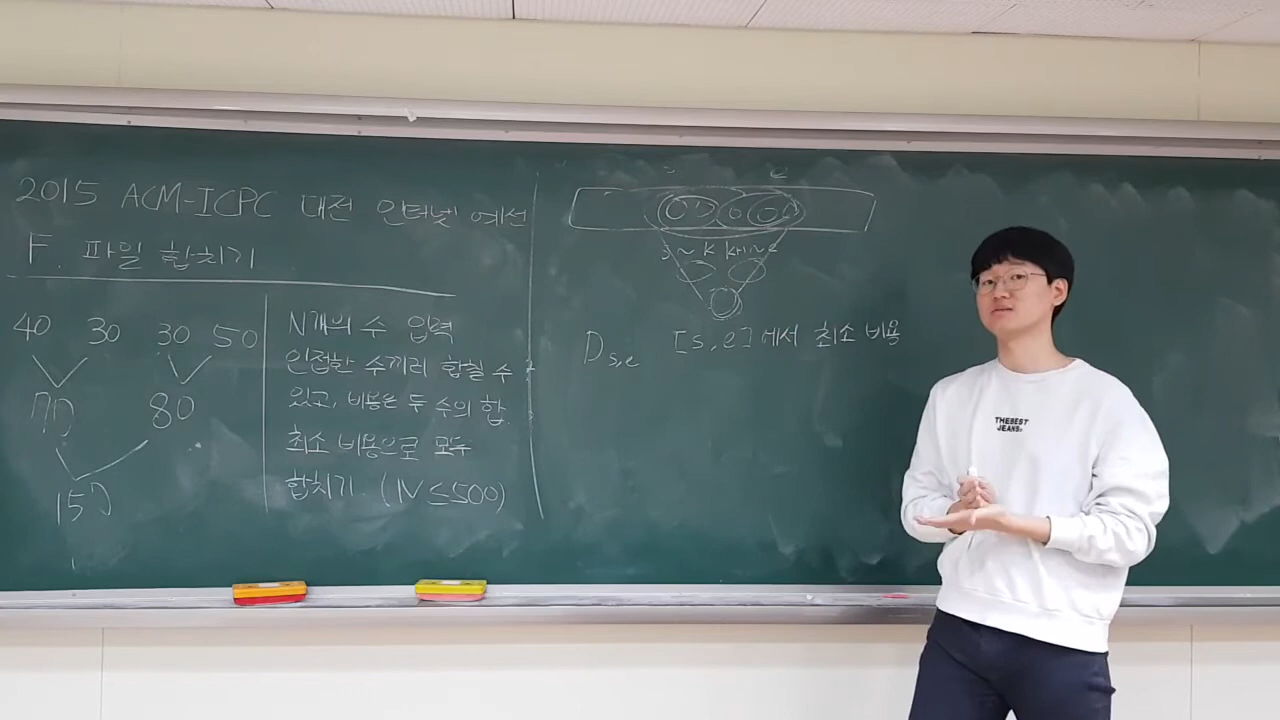 2015 ACM-ICPC 대전 인터넷 예선
F. 파일 합치기
40 30 30 50
70 80
150
N개의 수 입력
인접한 수끼리 합칠 수
있고, 비용은 두 수의 합.
최소 비용으로 모두
합치기. (N ≤500)
s e
s~k k+1~e
D s,e [s,e]에서 최소 비용
THEBEST
JEANS